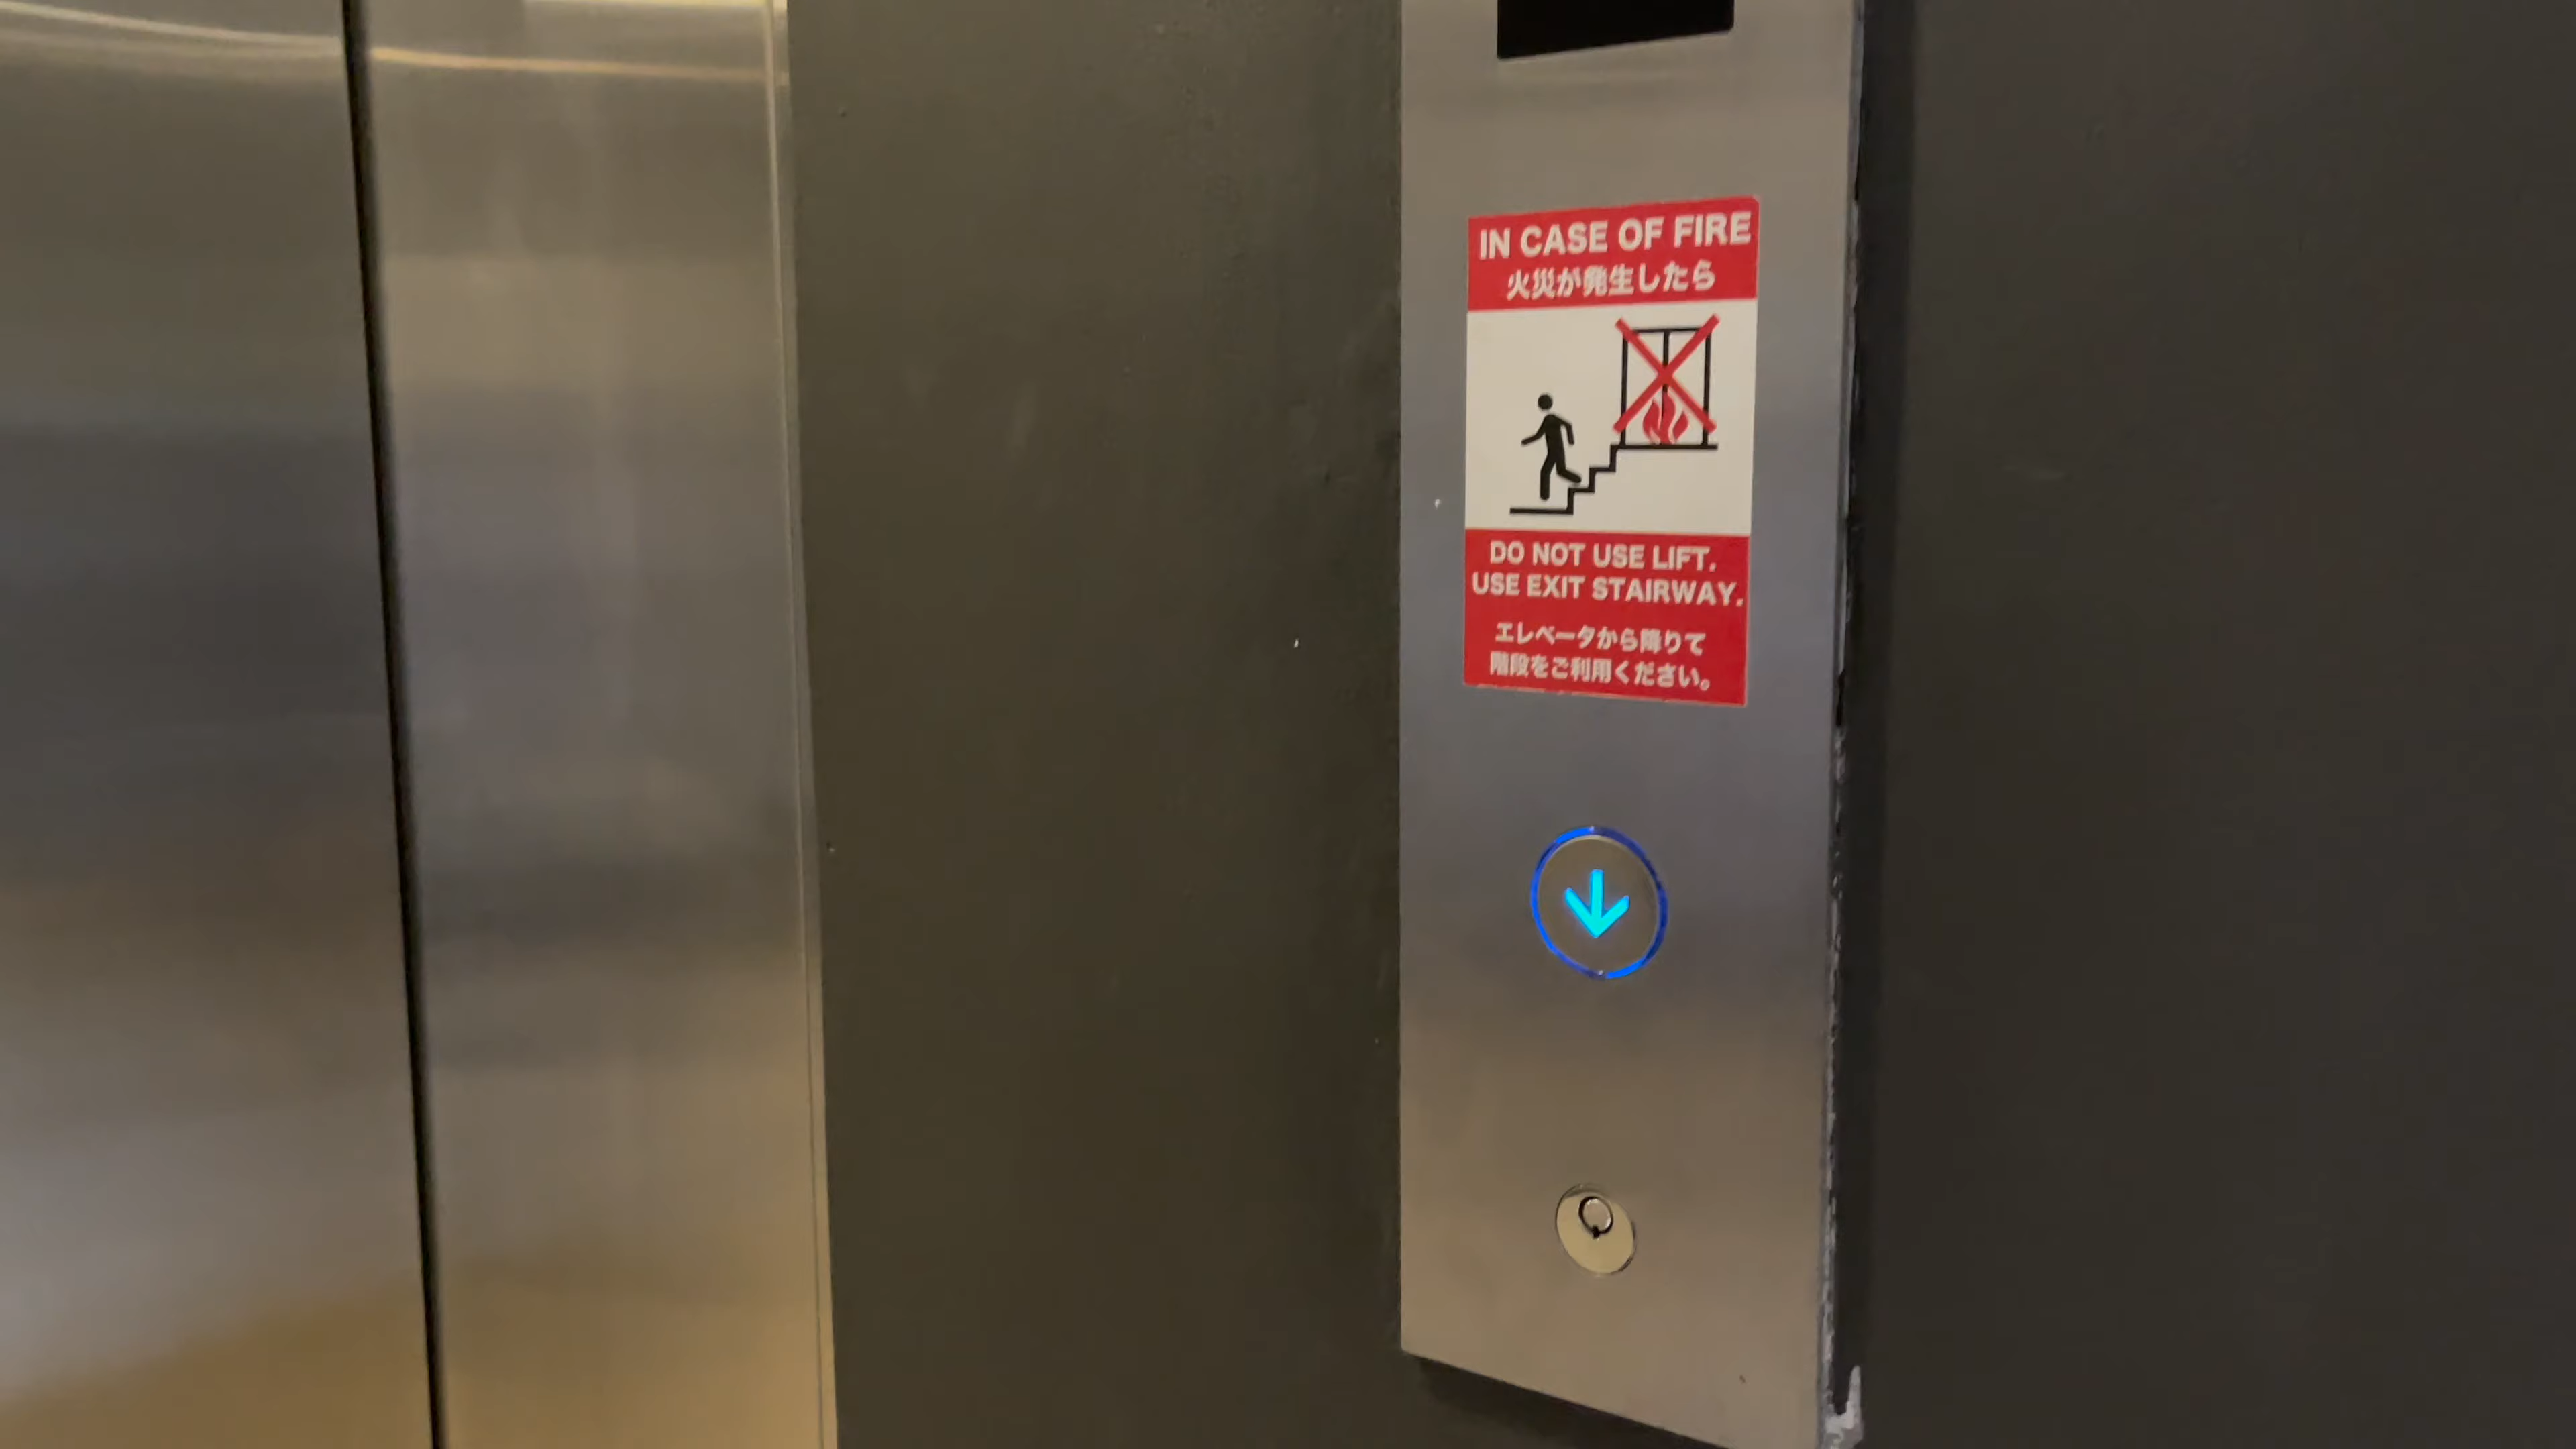 IN CASE OF FIRE
火災が発生したら
DO NOT USE LIFT.
USE EXIT STAIRWAY.
エレベータから降りて
階段をご利用ください。